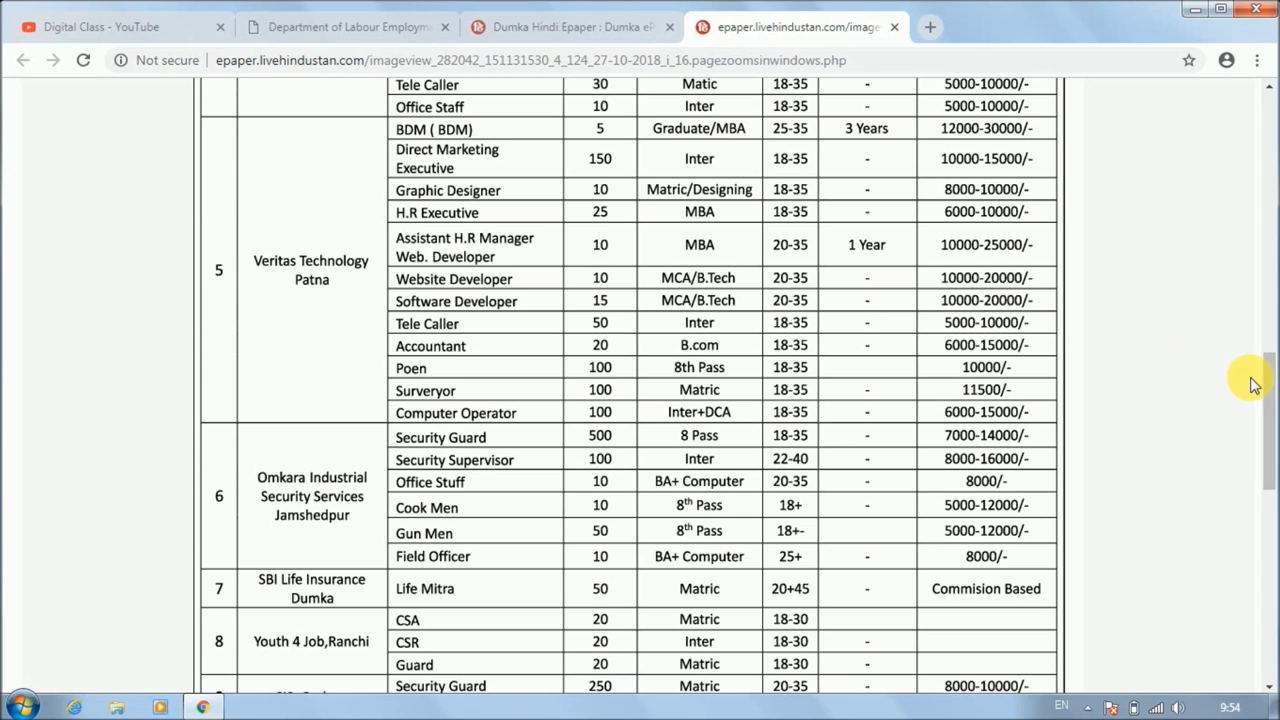 Digital Class - YouTube
Department of Labour Employm
Dumka Hindi Epaper : Dumka eP
epaper.livehindustan.com/image
Not secure
epaper.livehindustan.com/imageview_282042_151131530_4_124_27-10-2018_i_16.pagezoomsinwindows.php
Tele Caller 30 Matic 18-35 - 5000-10000/-
Office Staff 10 Inter 18-35 - 5000-10000/-
5
Veritas Technology
Patna
BDM ( BDM) 5 Graduate/MBA 25-35 3 Years 12000-30000/-
Direct Marketing
Executive 150 Inter 18-35 - 10000-15000/-
Graphic Designer 10 Matric/Designing 18-35 - 8000-10000/-
H.R Executive 25 MBA 18-35 - 6000-10000/-
Assistant H.R Manager
Web. Developer 10 MBA 20-35 1 Year 10000-25000/-
Website Developer 10 MCA/B.Tech 20-35 - 10000-20000/-
Software Developer 15 MCA/B.Tech 20-35 - 10000-20000/-
Tele Caller 50 Inter 18-35 - 5000-10000/-
Accountant 20 B.com 18-35 - 6000-15000/-
Poen 100 8th Pass 18-35 10000/-
Surveryor 100 Matric 18-35 - 11500/-
Computer Operator 100 Inter+DCA 18-35 - 6000-15000/-
6
Omkara Industrial
Security Services
Jamshedpur
Security Guard 500 8 Pass 18-35 - 7000-14000/-
Security Supervisor 100 Inter 22-40 - 8000-16000/-
Office Stuff 10 BA+ Computer 20-35 - 8000/-
Cook Men 10 8th Pass 18+ - 5000-12000/-
Gun Men 50 8th Pass 18+- 5000-12000/-
Field Officer 10 BA+ Computer 25+ - 8000/-
7
SBI Life Insurance
Dumka
Life Mitra 50 Matric 20+45 - Commision Based
8
Youth 4 Job,Ranchi
CSA 20 Matric 18-30
CSR 20 Inter 18-30 -
Guard 20 Matric 18-30 -
Security Guard 250 Matric 20-35 - 8000-10000/-
EN
9:54